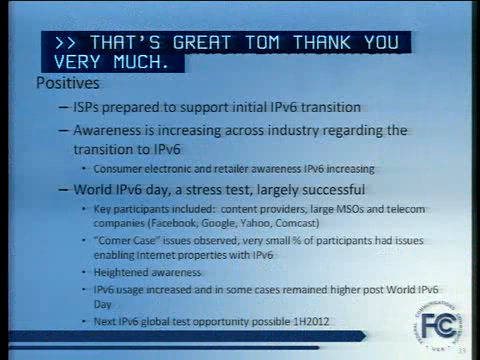 >> THAT'S GREAT TOM THANK YOU
VERY MUCH.
Positives
– ISPs prepared to support initial IPv6 transition
– Awareness is increasing across industry regarding the
transition to IPv6
• Consumer electronic and retailer awareness IPv6 increasing
– World IPv6 day, a stress test, largely successful
• Key participants included: content providers, large MSOs and telecom
companies (Facebook, Google, Yahoo, Comcast)
• "Corner Case" issues observed, very small % of participants had issues
enabling Internet properties with IPv6
• Heightened awareness
• IPv6 usage increased and in some cases remained higher post World IPv6
Day
• Next IPv6 global test opportunity possible 1H2012
FEDERAL COMMUNICATIONS COMMISSION
FC
USA